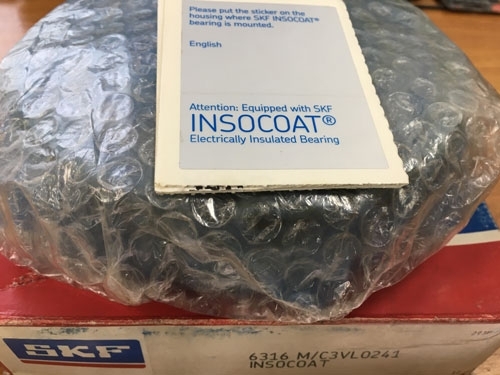 Please put the sticker on the
housing where SKF INSOCOAT®
bearing is mounted.
English
Attention: Equipped with SKF
INSOCOAT®
Electrically Insulated Bearing
SKF
6316 M/C3VL0241
INSOCOAT